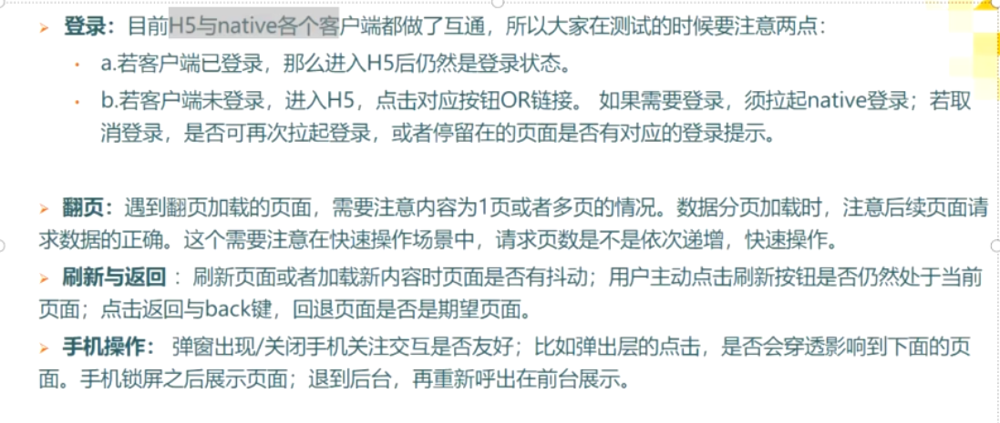 登录：目前H5与native各个客户端都做了互通，所以大家在测试的时候要注意两点：
a.若客户端已登录，那么进入H5后仍然是登录状态。
b.若客户端未登录，进入H5，点击对应按钮OR链接。 如果需要登录，须拉起native登录；若取
消登录，是否可再次拉起登录，或者停留在的页面是否有对应的登录提示。
翻页：遇到翻页加载的页面，需要注意内容为1页或者多页的情况。数据分页加载时，注意后续页面请
求数据的正确。这个需要注意在快速操作场景中，请求页数是不是依次递增，快速操作。
刷新与返回 ：刷新页面或者加载新内容时页面是否有抖动；用户主动点击刷新按钮是否仍然处于当前
页面；点击返回与back键，回退页面是否是期望页面。
手机操作： 弹窗出现/关闭手机关注交互是否友好；比如弹出层的点击，是否会穿透影响到下面的页
面。手机锁屏之后展示页面；退到后台，再重新呼出在前台展示。